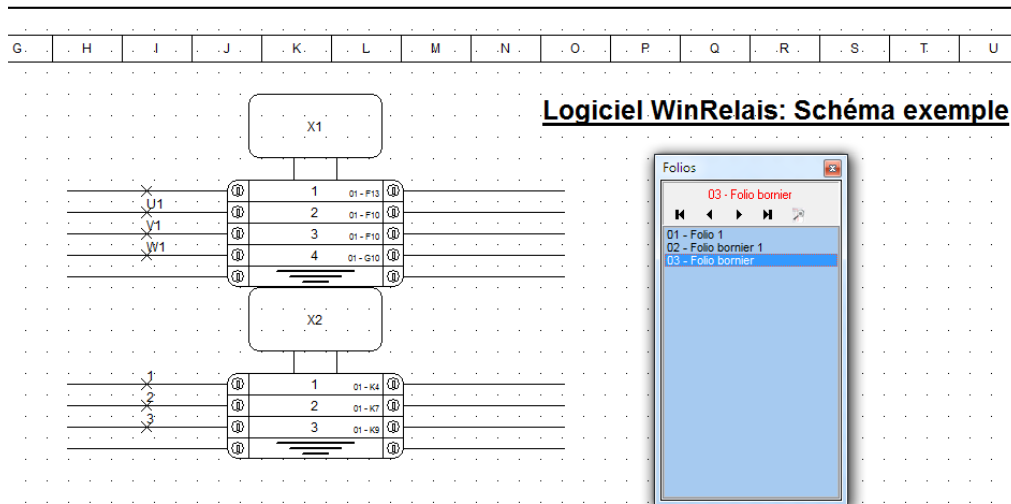 G H I J K L M N O P Q R S T U
Logiciel WinRelais: Schéma exemple
X1
1 01 - F13
U1
2 01 - F10
V1
3 01 - F10
W1
4 01 - G10
X2
1
1 01 - K4
2
2 01 - K7
3
3 01 - K9
Folios
03 - Folio bornier
01 - Folio 1
02 - Folio bornier 1
03 - Folio bornier